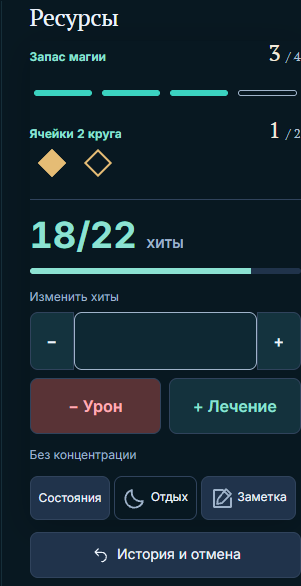 Ресурсы
Запас магии 3 / 4
Ячейки 2 круга 1 / 2
18/22 хиты
Изменить хиты
− +
− Урон + Лечение
Без концентрации
Состояния Отдых Заметка
История и отмена